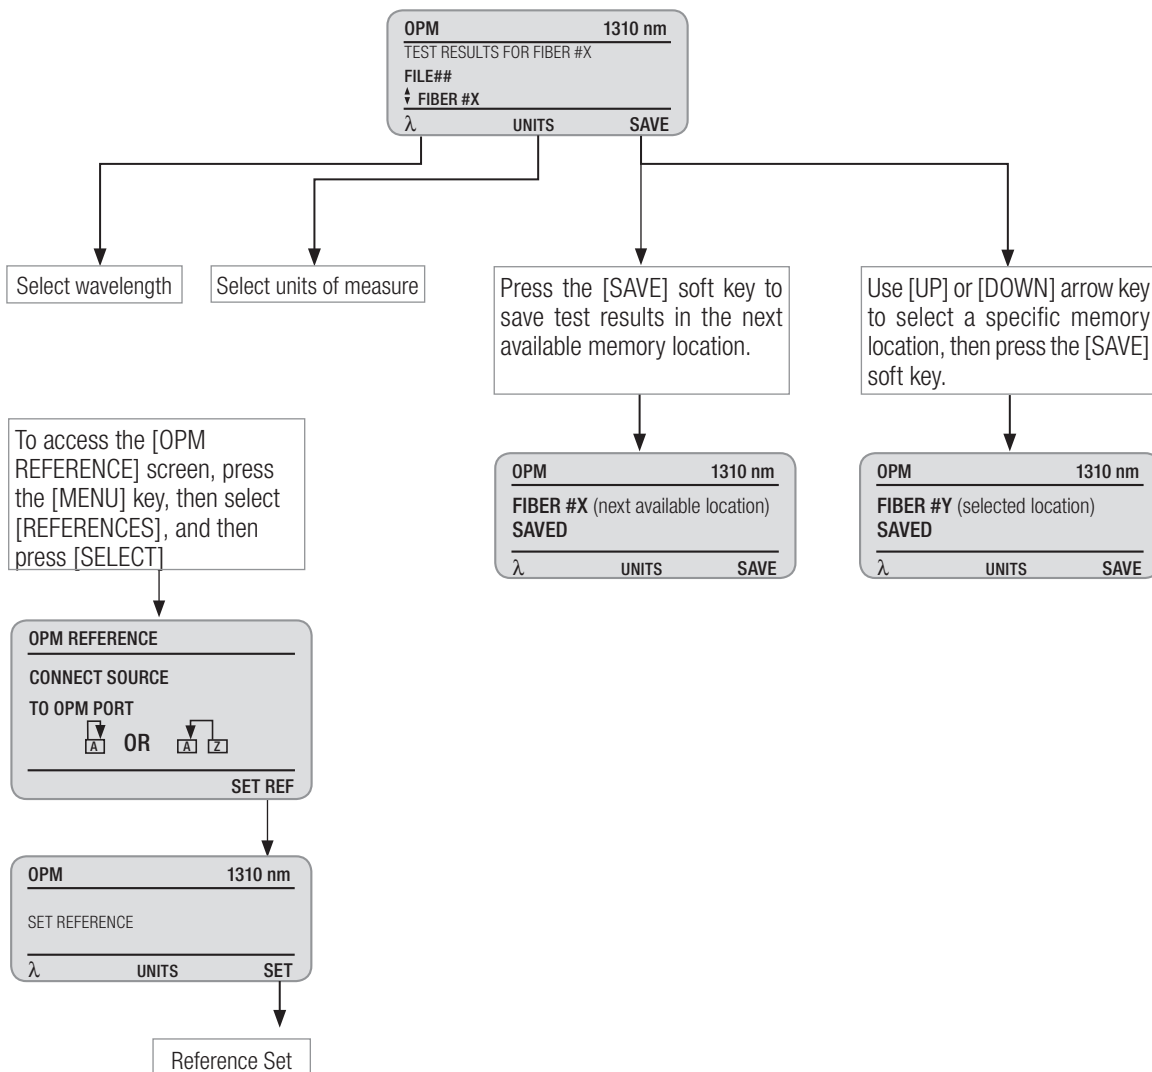 OPM 1310 nm
TEST RESULTS FOR FIBER #X
FILE##
FIBER #X
λ UNITS SAVE
Select wavelength
Select units of measure
Press the [SAVE] soft key to
save test results in the next
available memory location.
Use [UP] or [DOWN] arrow key
to select a specific memory
location, then press the [SAVE]
soft key.
OPM 1310 nm
FIBER #X (next available location)
SAVED
λ UNITS SAVE
OPM 1310 nm
FIBER #Y (selected location)
SAVED
λ UNITS SAVE
To access the [OPM
REFERENCE] screen, press
the [MENU] key, then select
[REFERENCES], and then
press [SELECT]
OPM REFERENCE
CONNECT SOURCE
TO OPM PORT
A OR A Z
SET REF
OPM 1310 nm
SET REFERENCE
λ UNITS SET
Reference Set